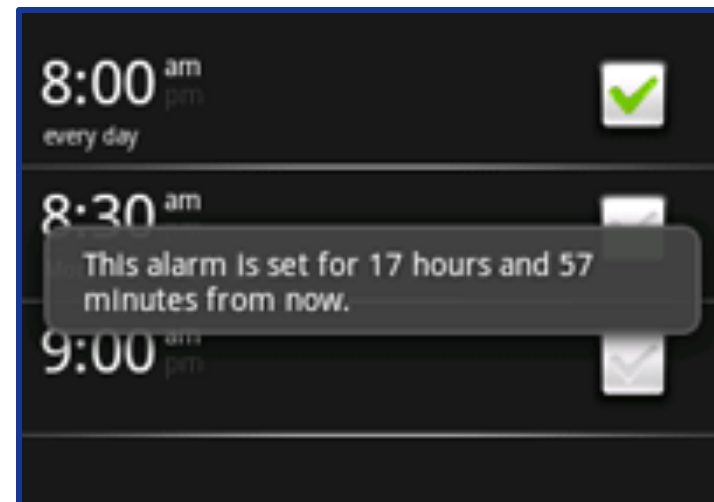 8:00 am
pm
every day
8:30 am
This alarm is set for 17 hours and 57
minutes from now.
9:00 am
pm